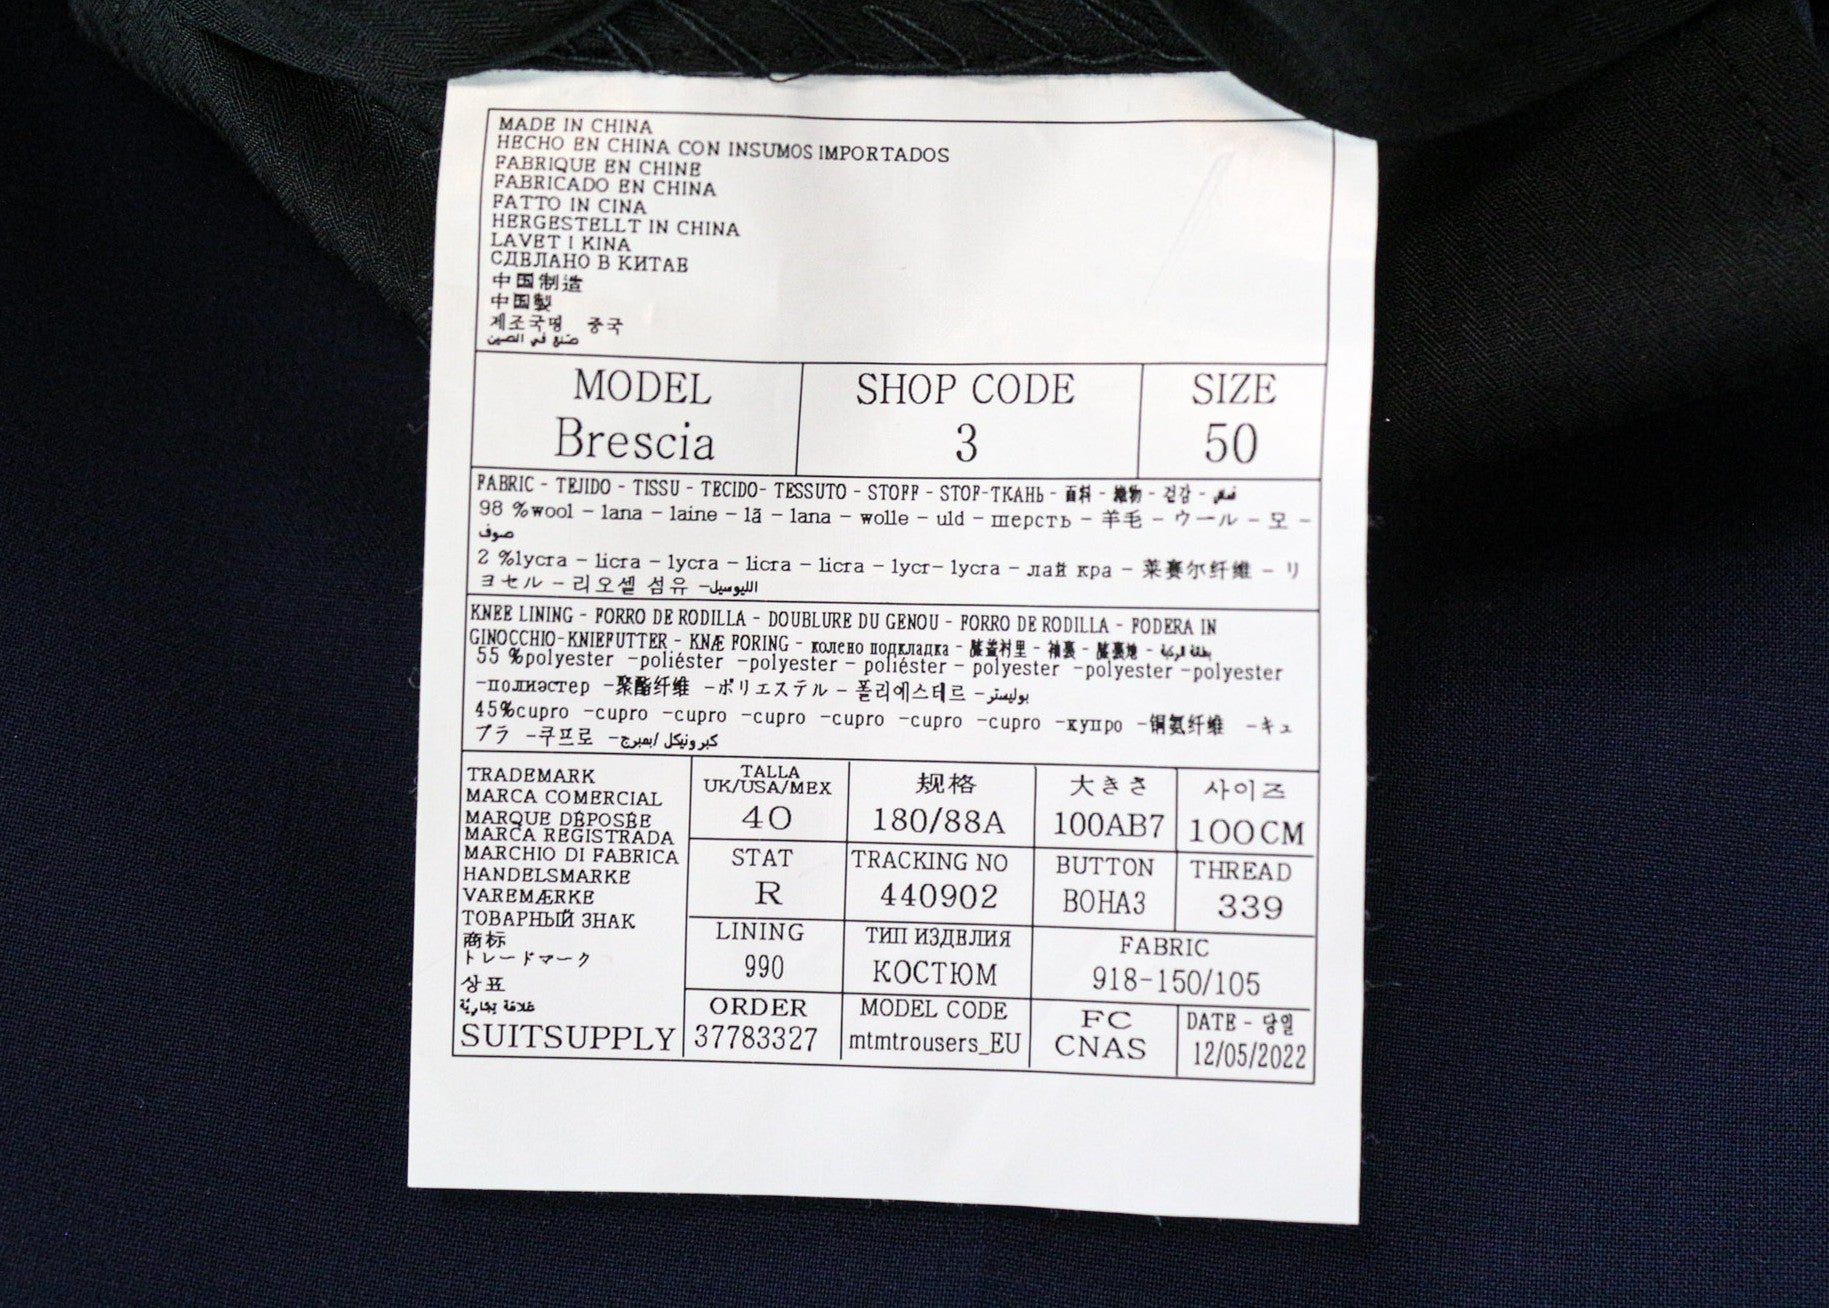 MADE IN CHINA
HECHO EN CHINA CON INSUMOS IMPORTADOS
FABRIQUE EN CHINE
FABRICADO EN CHINA
FATTO IN CINA
HERGESTELLT IN CHINA
LAVET I KINA
СДЕЛАНО В КИТАЕ
中国制造
中国製
제조국명 중국
صنع في الصين
MODEL SHOP CODE SIZE
Brescia 3 50
FABRIC - TEJIDO - TISSU - TECIDO- TESSUTO - STOFF - STOF-ТКАНЬ - 面料 - 織物 - 겉감 - قماش
98 %wool - lana - laine - lã - lana - wolle - uld - шерсть - 羊毛 - ウール - 모 -
صوف
2 %lycra - licra - lycra - licra - licra - lycr- lycra - лай кра - 莱赛尔纤维 - リ
ヨセル - 리오셀 섬유 -الليوسيل
KNEE LINING - FORRO DE RODILLA - DOUBLURE DU GENOU - FORRO DE RODILLA - FODERA IN
GINOCCHIO-KNIEFUTTER - KNÆ FORING - колено подкладка - 膝盖衬里 - 袖裏 -
55 %polyester -poliéster -polyester - poliéster - polyester -polyester -polyester
-полиэстер -聚酯纤维 -ポリエステル - 폴리에스테르 -بوليستر
45%cupro -cupro -cupro -cupro -cupro -cupro -cupro -купро -铜氨纤维 -キュ
プラ -쿠프로 -
TRADEMARK
MARCA COMERCIAL
MARQUE DÉPOSÉE
MARCA REGISTRADA
MARCHIO DI FABRICA
HANDELSMARKE
VAREMÆRKE
ТОВАРНЫЙ ЗНАК
商标
トレードマーク
상표
علامة تجارية
SUITSUPPLY
TALLA
UK/USA/MEX 规格 大きさ 사이즈
40 180/88A 100AB7 100CM
STAT TRACKING NO BUTTON THREAD
R 440902 BOHA3 339
LINING ТИП ИЗДЕЛИЯ FABRIC
990 КОСТЮМ 918-150/105
ORDER MODEL CODE FC DATE - 당일
37783327 mtmtrousers_EU CNAS 12/05/2022